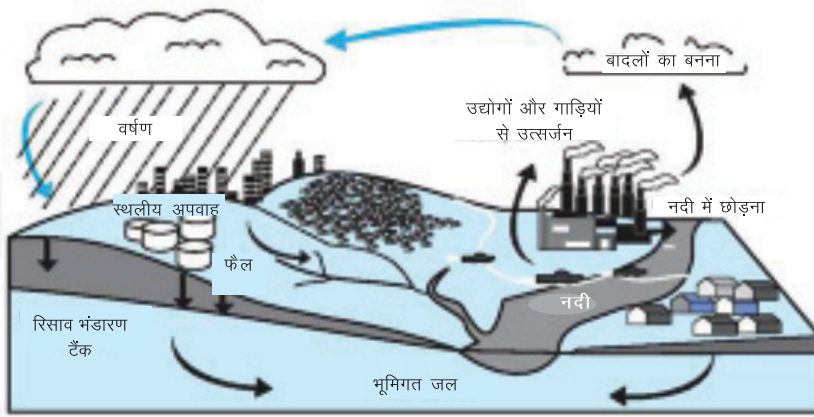 बादलों का बनना
उद्योगों और गाड़ियों
से उत्सर्जन
वर्षण
स्थलीय अपवाह
नदी में छोड़ना
फैल
नदी
रिसाव भंडारण
टैंक
भूमिगत जल